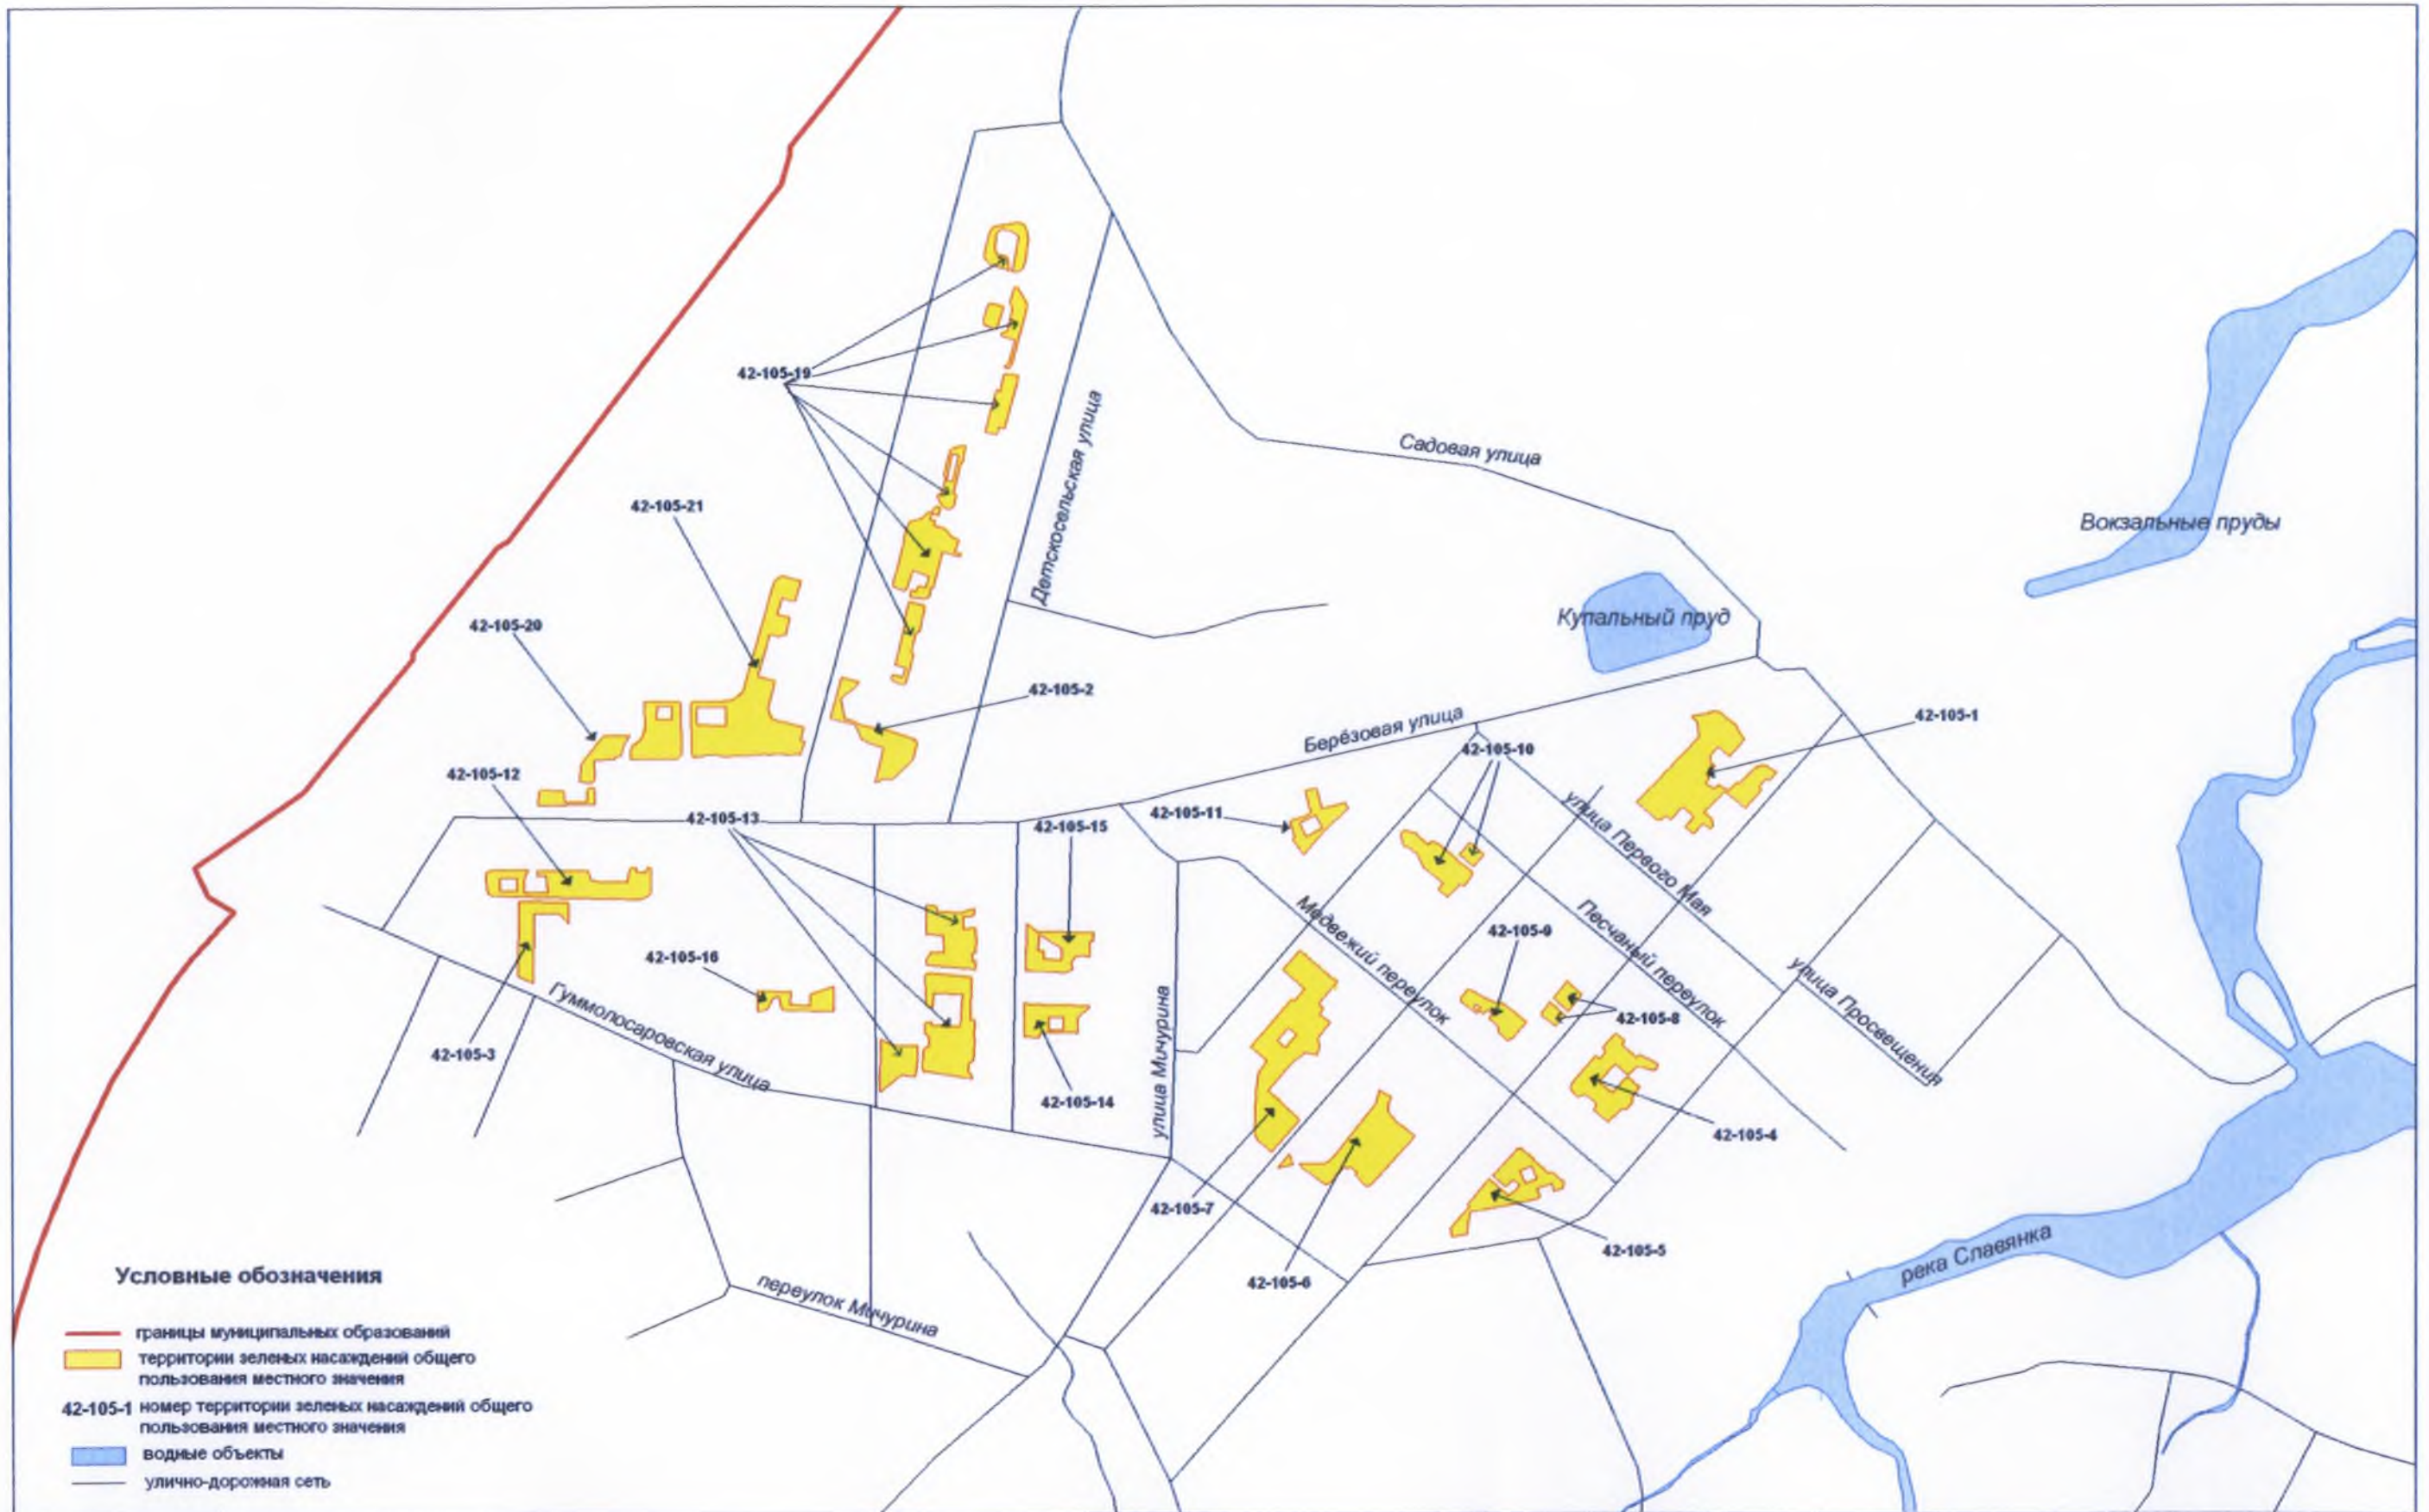 42-105-19
Детскосельская улица
Садовая улица
42-105-21
Вокзальные пруды
42-105-20
Купальный пруд
42-105-2
42-105-1
Берёзовая улица
42-105-10
42-105-12
42-105-13
42-105-15
42-105-11
улица Первого Мая
Медвежий переулок
Песчаный переулок
42-105-9
42-105-16
улица Просвещения
Гуммолосаровская улица
42-105-8
42-105-3
улица Мичурина
42-105-14
42-105-4
42-105-7
42-105-5
42-105-6
река Славянка
переулок Мичурина
Условные обозначения
границы муниципальных образований
территории зеленых насаждений общего
пользования местного значения
42-105-1 номер территории зеленых насаждений общего
пользования местного значения
водные объекты
улично-дорожная сеть